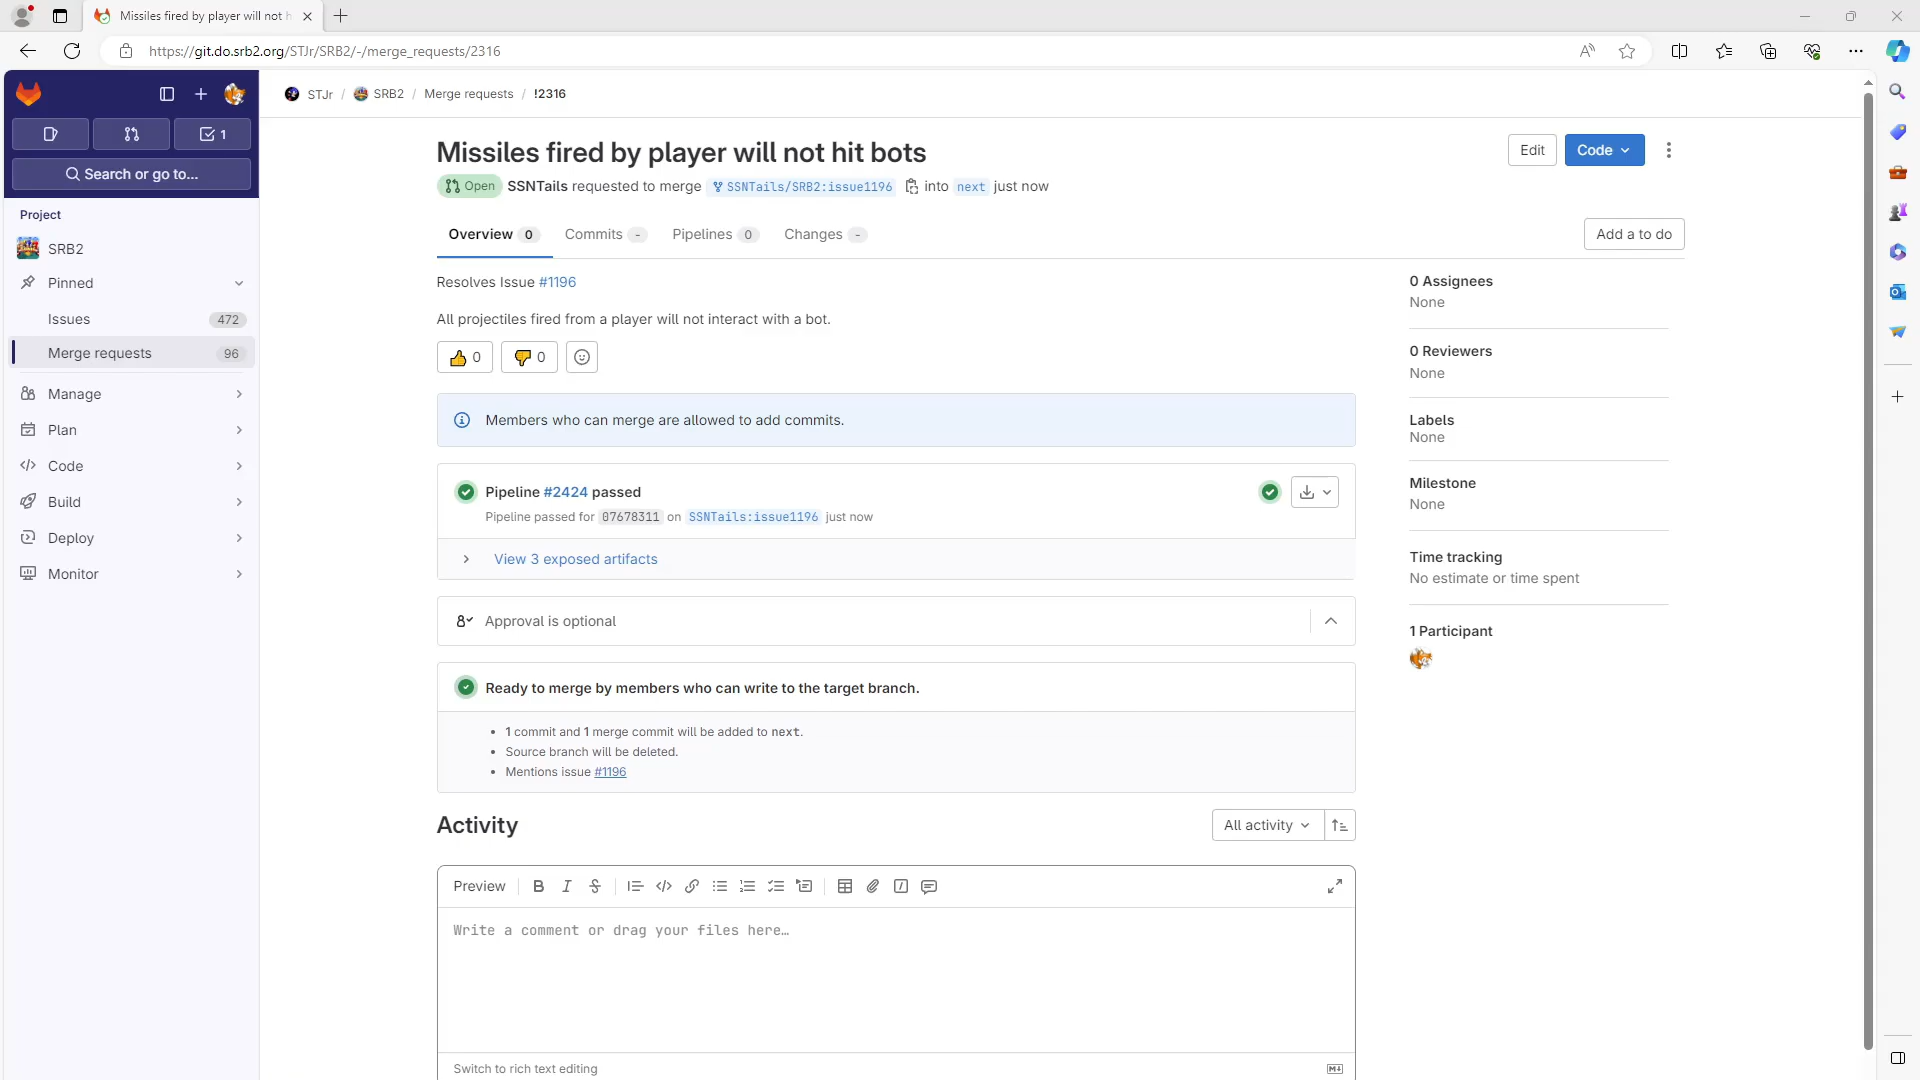 Missiles fired by player will not h
https://git.do.srb2.org/STJr/SRB2/-/merge_requests/2316
STJr / SRB2 / Merge requests / !2316
1
Search or go to...
Project
SRB2
Pinned
Issues 472
Merge requests 96
Manage
Plan
Code
Build
Deploy
Monitor
Missiles fired by player will not hit bots
Edit
Code
Open SSNTails requested to merge SSNTails/SRB2:issue1196 into next just now
Overview 0 Commits - Pipelines 0 Changes -
Add a to do
Resolves Issue #1196
All projectiles fired from a player will not interact with a bot.
0 0
Members who can merge are allowed to add commits.
Pipeline #2424 passed
Pipeline passed for 07678311 on SSNTails:issue1196 just now
View 3 exposed artifacts
Approval is optional
Ready to merge by members who can write to the target branch.
• 1 commit and 1 merge commit will be added to next.
• Source branch will be deleted.
• Mentions issue #1196
0 Assignees
None
0 Reviewers
None
Labels
None
Milestone
None
Time tracking
No estimate or time spent
1 Participant
Activity
All activity
Preview
Write a comment or drag your files here…
Switch to rich text editing